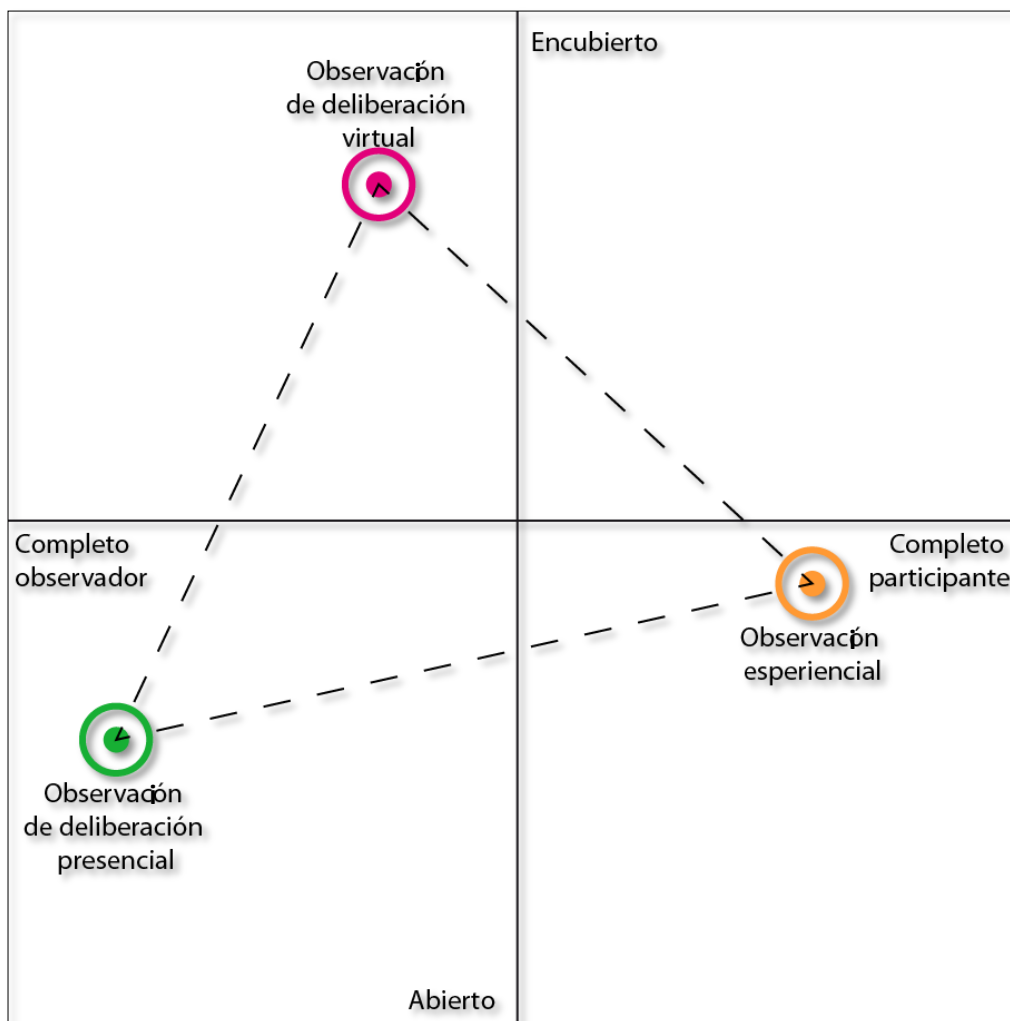 Encubierto
Observación
de deliberación
virtual
Completo
observador
Completo
participante
Observación
esperiencial
Observación
de deliberación
presencial
Abierto